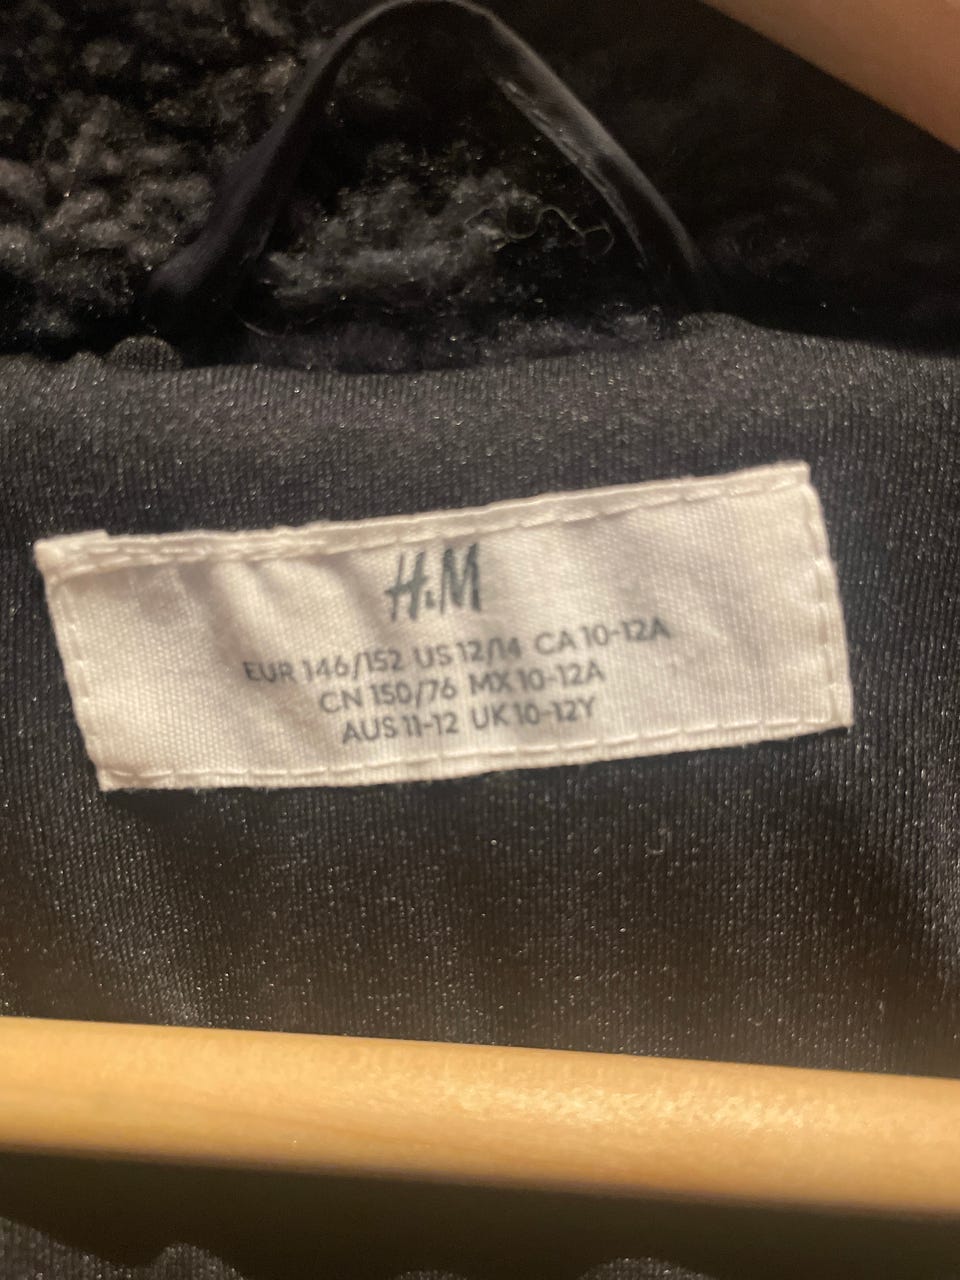 H&M
EUR 146/152 US 12/14 CA 10-12A
CN 150/76 MX 10-12A
AUS 11-12 UK 10-12Y